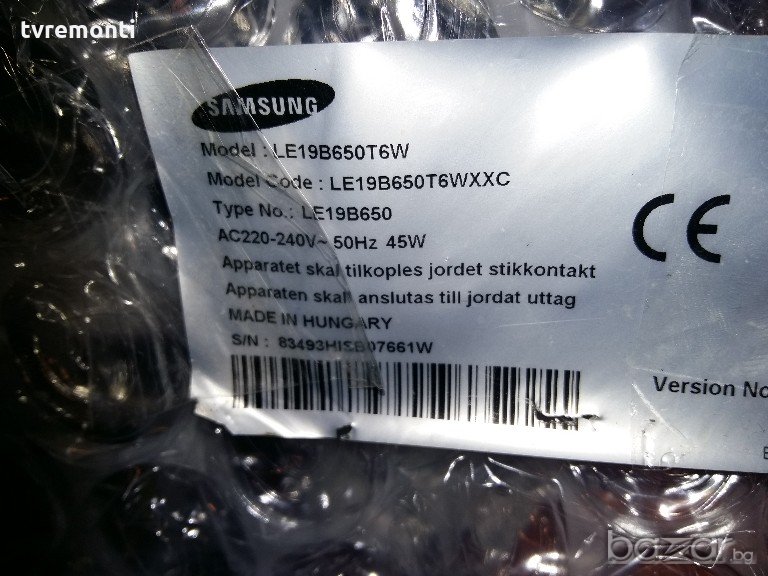 tvremonti
SAMSUNG
Model : LE19B650T6W
Model Code : LE19B650T6WXXC
Type No.: LE19B650
AC220-240V~ 50Hz 45W
Apparatet skal tilkoples jordet stikkontakt
Apparaten skall anslutas till jordat uttag
MADE IN HUNGARY
S/N :
CE
Version No
bazar.bg